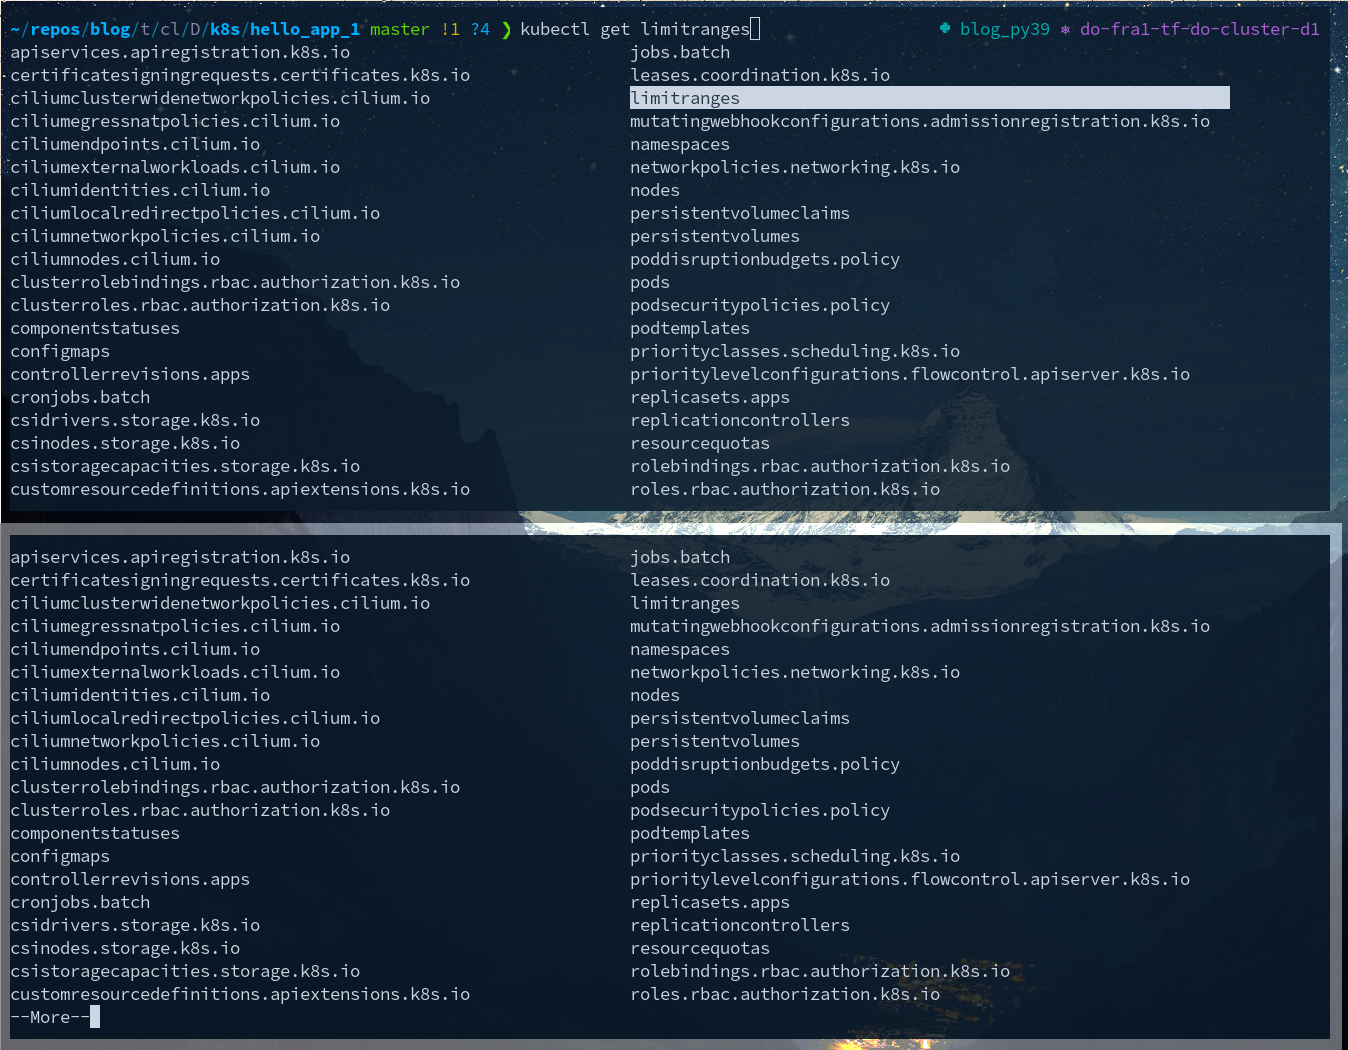 ~/repos/blog/t/cl/D/k8s/hello_app_1 master !1 ?4 ❯ kubectl get limitranges blog_py39 ⎈ do-fra1-tf-do-cluster-d1
apiservices.apiregistration.k8s.io jobs.batch
certificatesigningrequests.certificates.k8s.io leases.coordination.k8s.io
ciliumclusterwidenetworkpolicies.cilium.io limitranges
ciliumegressnatpolicies.cilium.io mutatingwebhookconfigurations.admissionregistration.k8s.io
ciliumendpoints.cilium.io namespaces
ciliumexternalworkloads.cilium.io networkpolicies.networking.k8s.io
ciliumidentities.cilium.io nodes
ciliumlocalredirectpolicies.cilium.io persistentvolumeclaims
ciliumnetworkpolicies.cilium.io persistentvolumes
ciliumnodes.cilium.io poddisruptionbudgets.policy
clusterrolebindings.rbac.authorization.k8s.io pods
clusterroles.rbac.authorization.k8s.io podsecuritypolicies.policy
componentstatuses podtemplates
configmaps priorityclasses.scheduling.k8s.io
controllerrevisions.apps prioritylevelconfigurations.flowcontrol.apiserver.k8s.io
cronjobs.batch replicasets.apps
csidrivers.storage.k8s.io replicationcontrollers
csinodes.storage.k8s.io resourcequotas
csistoragecapacities.storage.k8s.io rolebindings.rbac.authorization.k8s.io
customresourcedefinitions.apiextensions.k8s.io roles.rbac.authorization.k8s.io
apiservices.apiregistration.k8s.io jobs.batch
certificatesigningrequests.certificates.k8s.io leases.coordination.k8s.io
ciliumclusterwidenetworkpolicies.cilium.io limitranges
ciliumegressnatpolicies.cilium.io mutatingwebhookconfigurations.admissionregistration.k8s.io
ciliumendpoints.cilium.io namespaces
ciliumexternalworkloads.cilium.io networkpolicies.networking.k8s.io
ciliumidentities.cilium.io nodes
ciliumlocalredirectpolicies.cilium.io persistentvolumeclaims
ciliumnetworkpolicies.cilium.io persistentvolumes
ciliumnodes.cilium.io poddisruptionbudgets.policy
clusterrolebindings.rbac.authorization.k8s.io pods
clusterroles.rbac.authorization.k8s.io podsecuritypolicies.policy
componentstatuses podtemplates
configmaps priorityclasses.scheduling.k8s.io
controllerrevisions.apps prioritylevelconfigurations.flowcontrol.apiserver.k8s.io
cronjobs.batch replicasets.apps
csidrivers.storage.k8s.io replicationcontrollers
csinodes.storage.k8s.io resourcequotas
csistoragecapacities.storage.k8s.io rolebindings.rbac.authorization.k8s.io
customresourcedefinitions.apiextensions.k8s.io roles.rbac.authorization.k8s.io
--More--